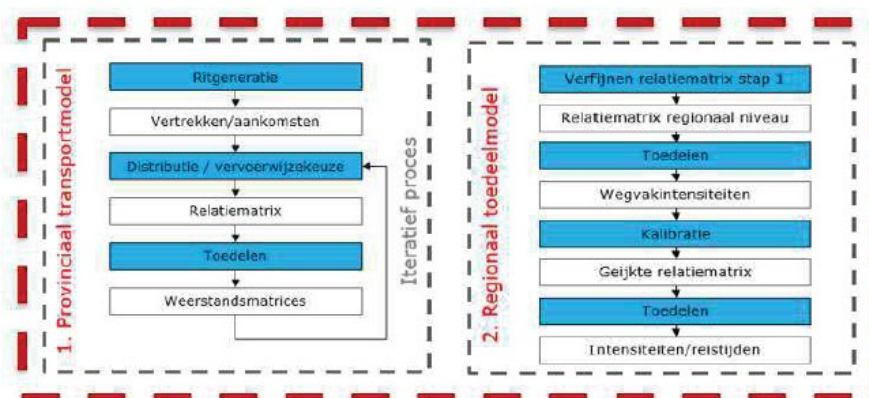 1. Provinciaal transportmodel
Ritgeneratie
Vertrekken/aankomsten
Distributie / vervoerwijzekeuze
Relatiematrix
Toedelen
Weerstandsmatrices
Iteratief proces
2. Regionaal toedeelmodel
Verfijnen relatiematrix stap 1
Relatiematrix regionaal niveau
Toedelen
Wegvakintensiteiten
Kalibratie
Geijkte relatiematrix
Toedelen
Intensiteiten/reistijden